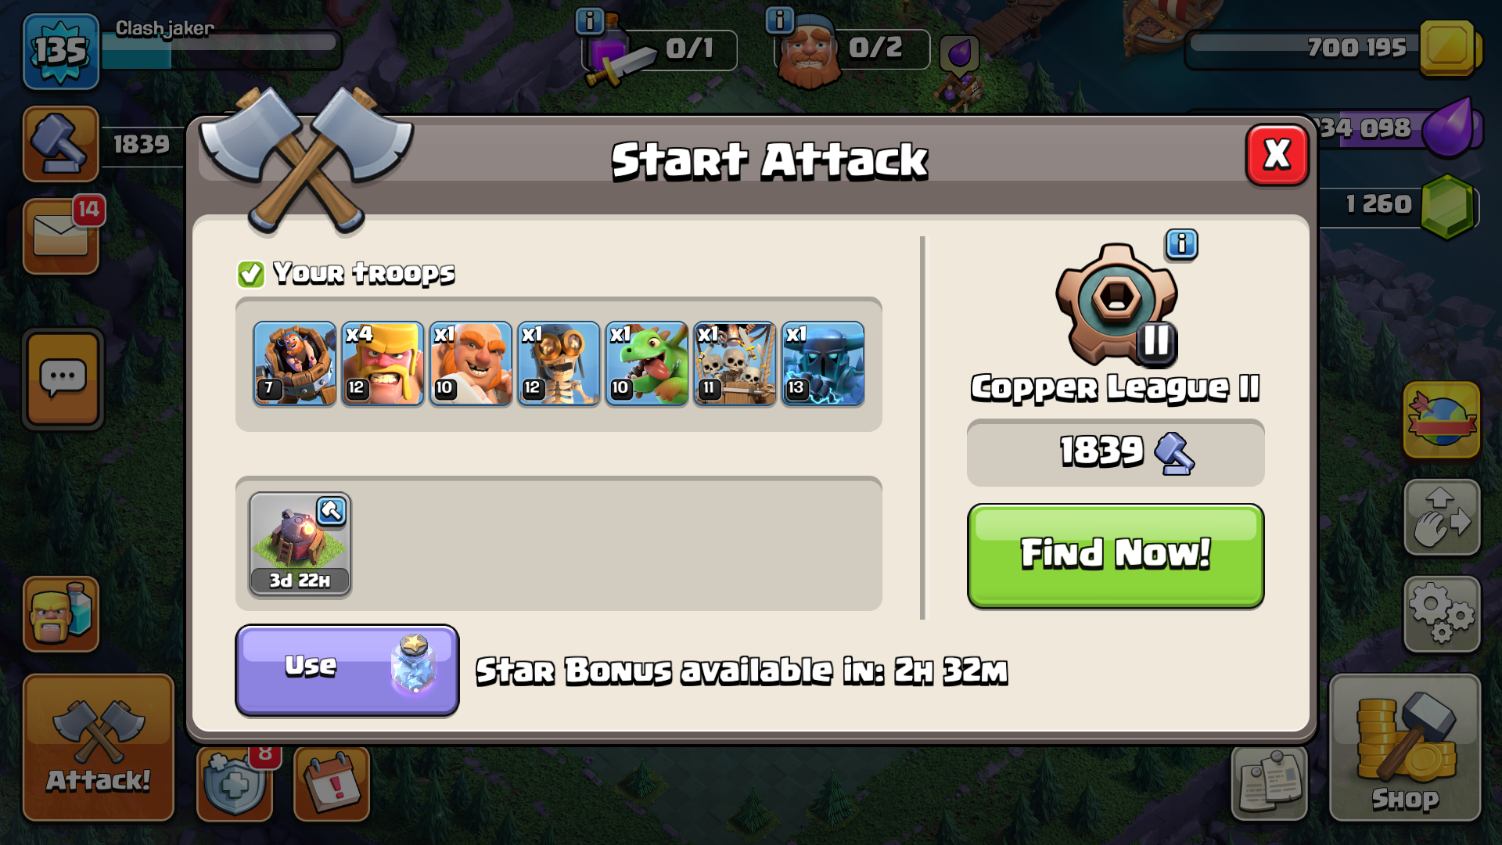 135
Clashjaker
0/1
0/2
700 195
1839
34 098
14
1 260
Start Attack
X
Your troops
7
x4
12
x1
10
x1
12
x1
10
x1
11
x1
13
II
Copper League II
1839
Find Now!
3d 22h
Use
Star Bonus available in: 2h 32m
Attack!
8
!
Shop